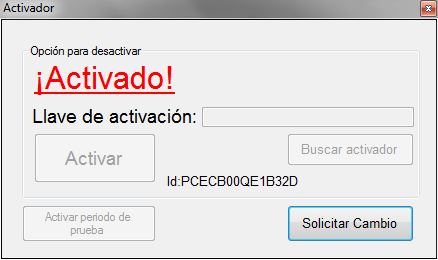 Activador
Opción para desactivar
¡Activado!
Llave de activación:
Activar
Buscar activador
Id:PCECB00QE1B32D
Activar periodo de
prueba
Solicitar Cambio